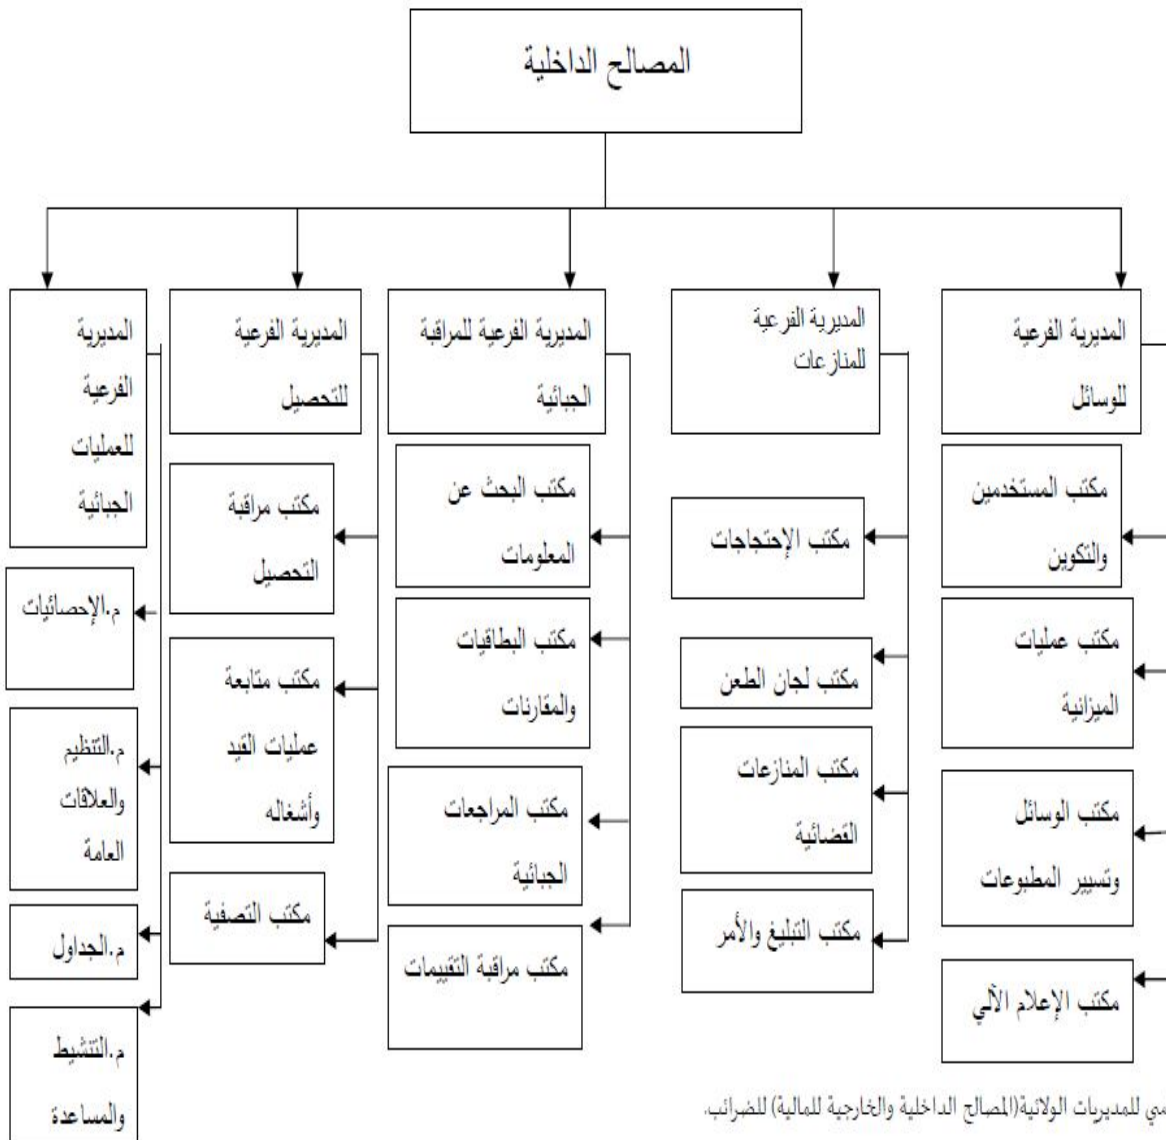 المصالح الداخلية
المديرية الفرعية
للوسائل
مكتب المستخدمين
والتكوين
مكتب عمليات
الميزانية
مكتب الوسائل
وتسيير المطبوعات
مكتب الإعلام الآلي
المديرية الفرعية
للمنازعات
مكتب الإحتجاجات
مكتب لجان الطعن
مكتب المنازعات
القضائية
مكتب التبليغ والأمر
المديرية الفرعية للمراقبة
الجبائية
مكتب البحث عن
المعلومات
مكتب البطاقيات
والمقارنات
مكتب المراجعات
الجبائية
مكتب مراقبة التقييمات
المديرية الفرعية
للتحصيل
مكتب مراقبة
التحصيل
مكتب متابعة
عمليات القيد
وأشغاله
مكتب التصفية
المديرية
الفرعية
للعمليات
الجبائية
م.الإحصائيات
م.التنظيم
والعلاقات
العامة
م.الجداول
م.التنشيط
والمساعدة
للمديريات الولائية(المصالح الداخلية والخارجية للمالية) للضرائب.